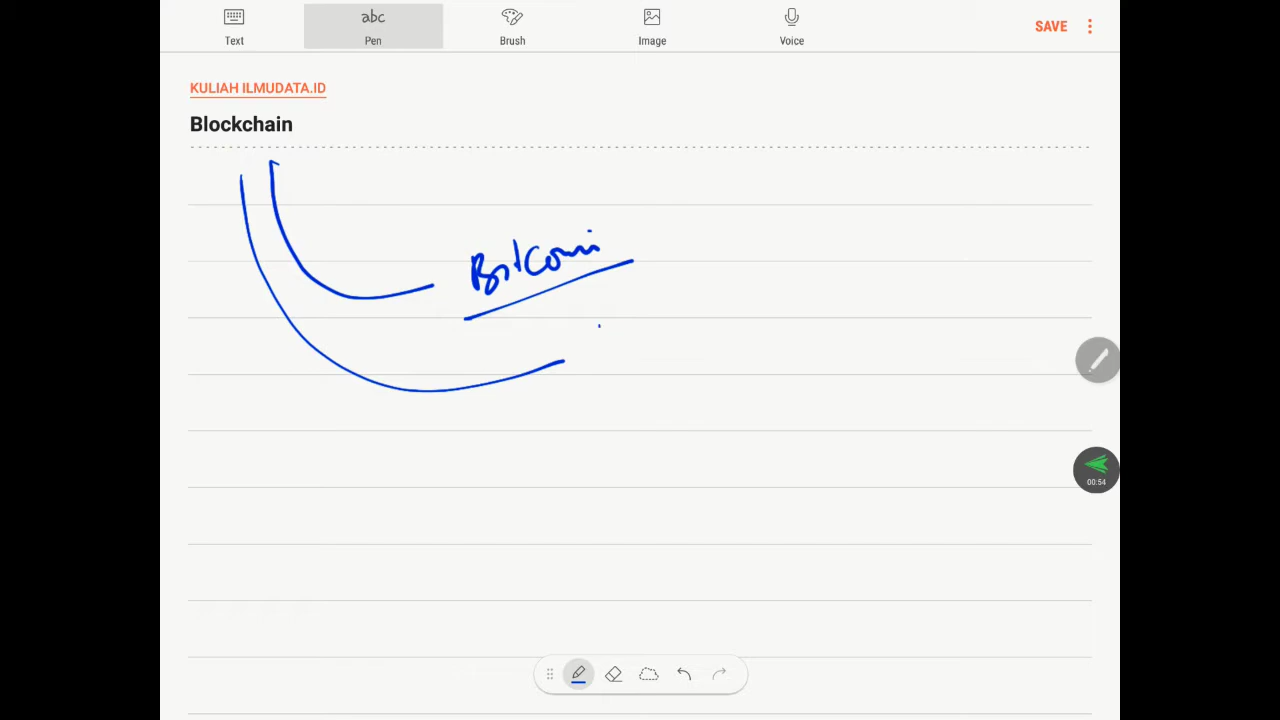 Text
Pen
Brush
Image
Voice
SAVE
abc
KULIAH ILMUDATA.ID
Blockchain
BitCoin
00:54